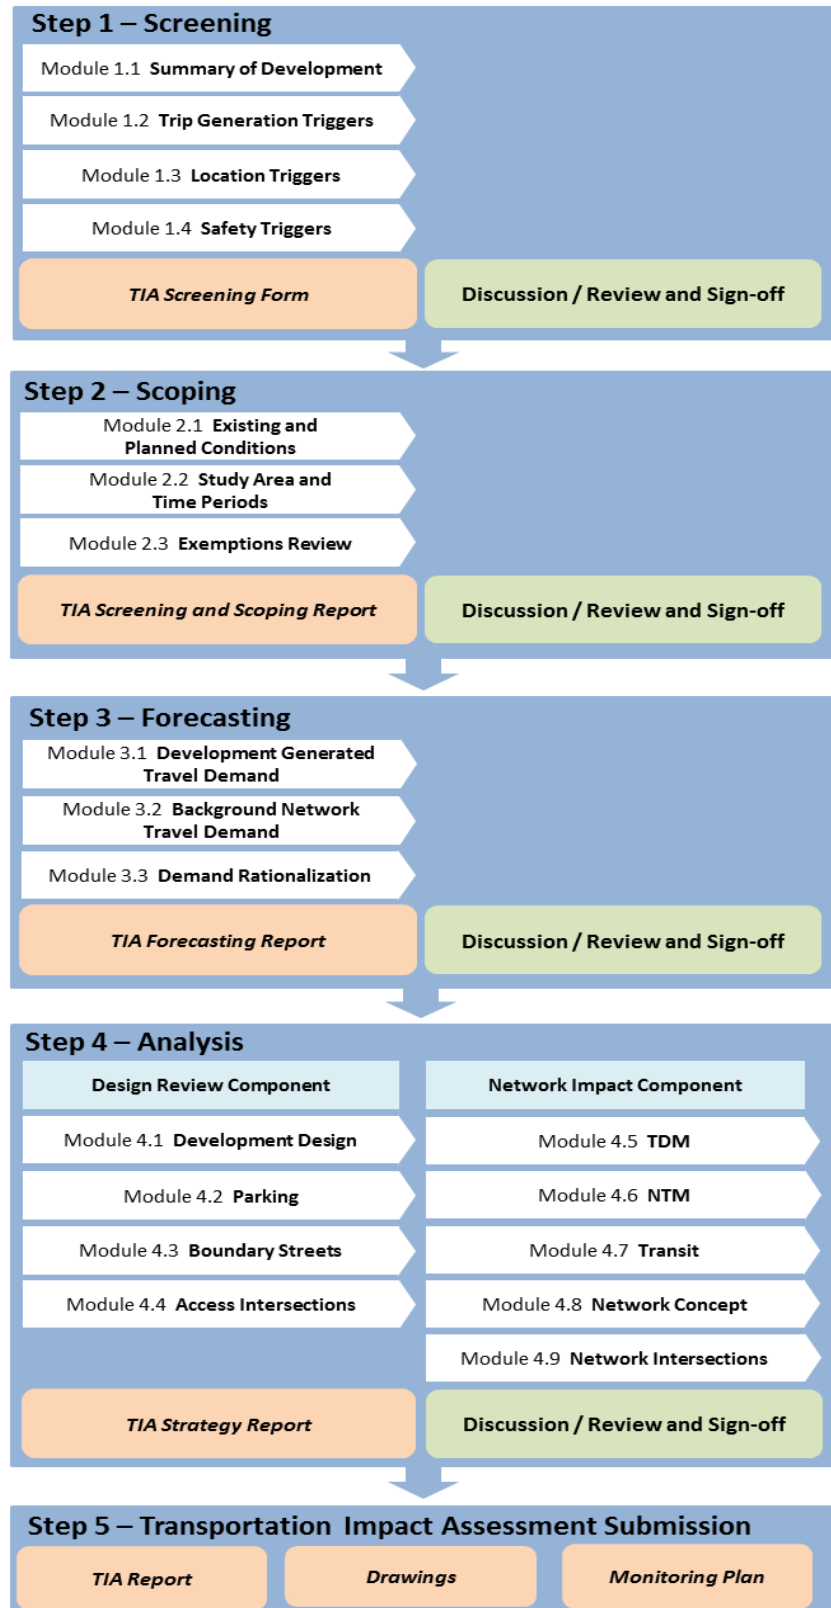 Step 1 – Screening
Module 1.1 Summary of Development
Module 1.2 Trip Generation Triggers
Module 1.3 Location Triggers
Module 1.4 Safety Triggers
TIA Screening Form
Discussion / Review and Sign-off
Step 2 – Scoping
Module 2.1 Existing and
Planned Conditions
Module 2.2 Study Area and
Time Periods
Module 2.3 Exemptions Review
TIA Screening and Scoping Report
Discussion / Review and Sign-off
Step 3 – Forecasting
Module 3.1 Development Generated
Travel Demand
Module 3.2 Background Network
Travel Demand
Module 3.3 Demand Rationalization
TIA Forecasting Report
Discussion / Review and Sign-off
Step 4 – Analysis
Design Review Component
Module 4.1 Development Design
Module 4.2 Parking
Module 4.3 Boundary Streets
Module 4.4 Access Intersections
Network Impact Component
Module 4.5 TDM
Module 4.6 NTM
Module 4.7 Transit
Module 4.8 Network Concept
Module 4.9 Network Intersections
TIA Strategy Report
Discussion / Review and Sign-off
Step 5 – Transportation Impact Assessment Submission
TIA Report
Drawings
Monitoring Plan